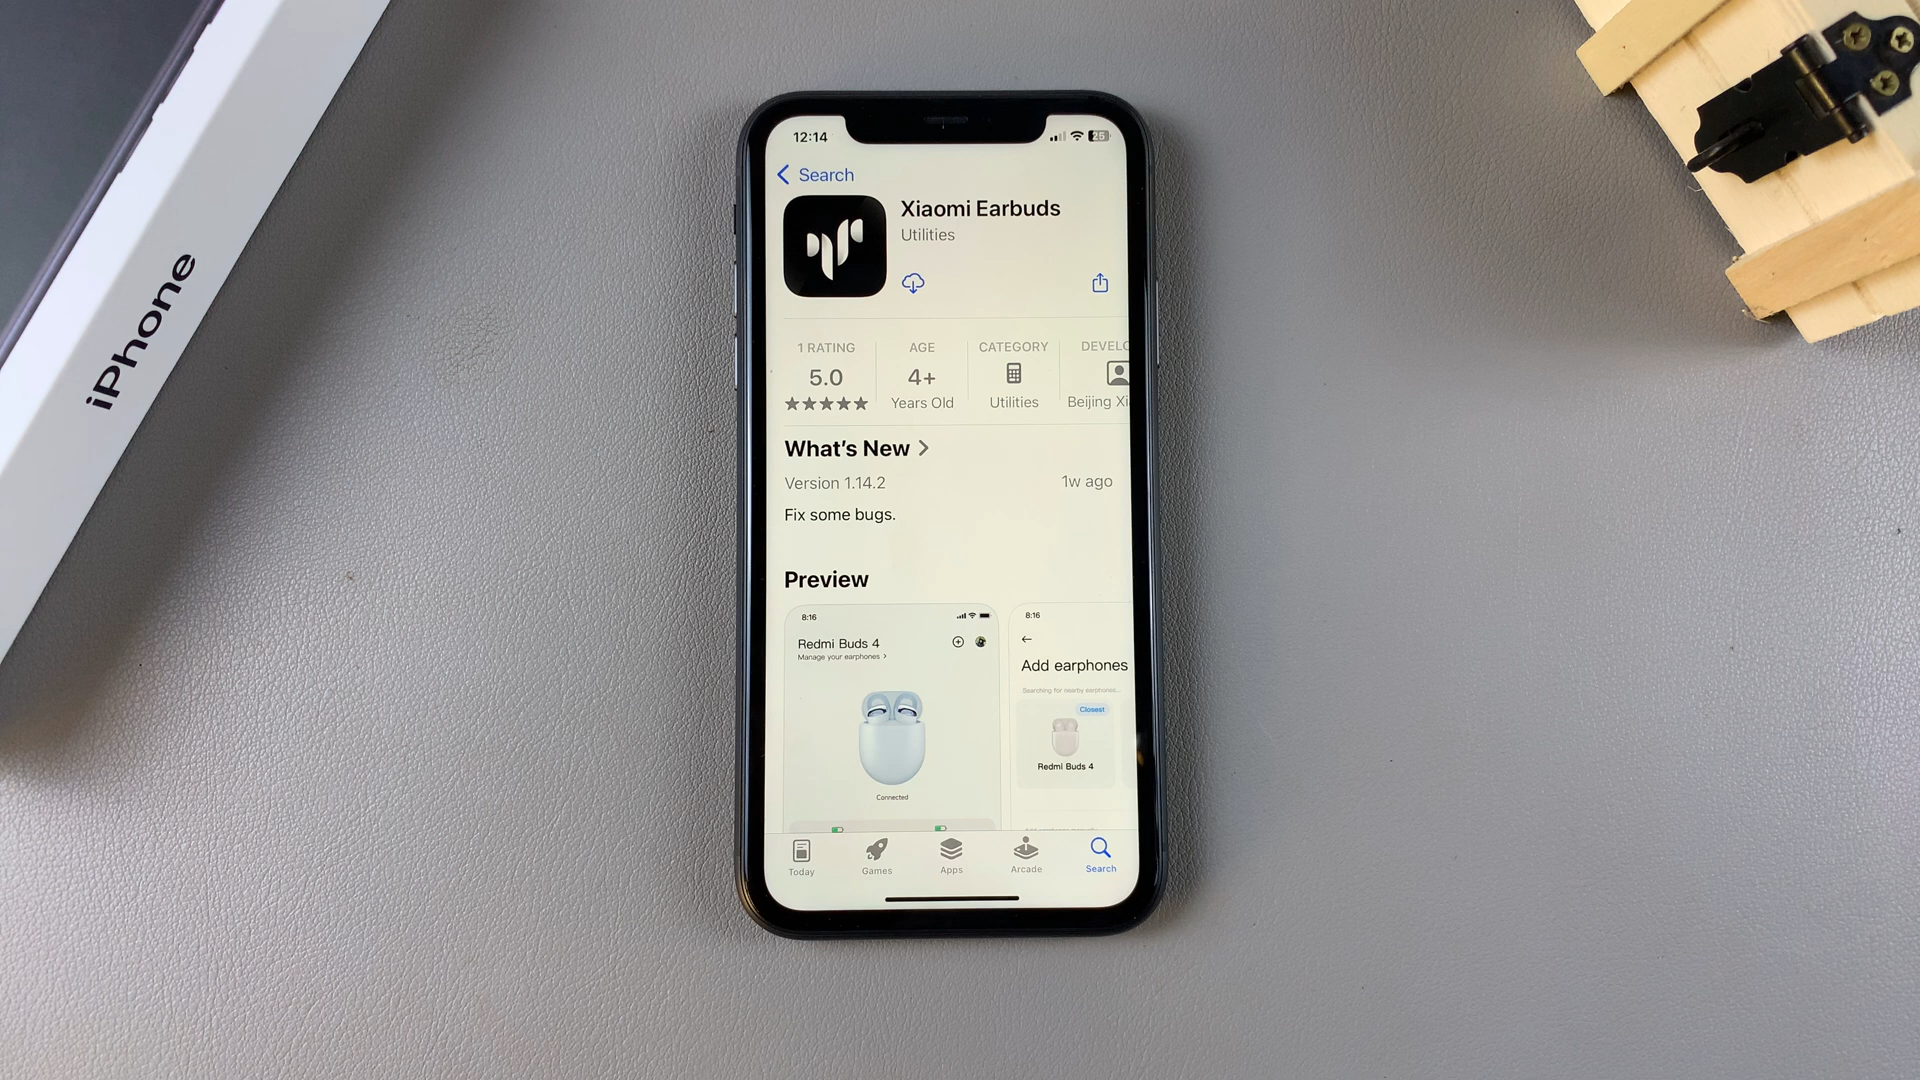 iPhone
12:14
25
Search
Xiaomi Earbuds
Utilities
1 RATING
5.0
AGE
4+
Years Old
CATEGORY
Utilities
DEVELO
Beijing Xi
What's New
Version 1.14.2
1w ago
Fix some bugs.
Preview
8:16
Redmi Buds 4
Manage your earphones
Connected
8:16
Add earphones
Searching for nearby earphones...
Closest
Redmi Buds 4
Today
Games
Apps
Arcade
Search